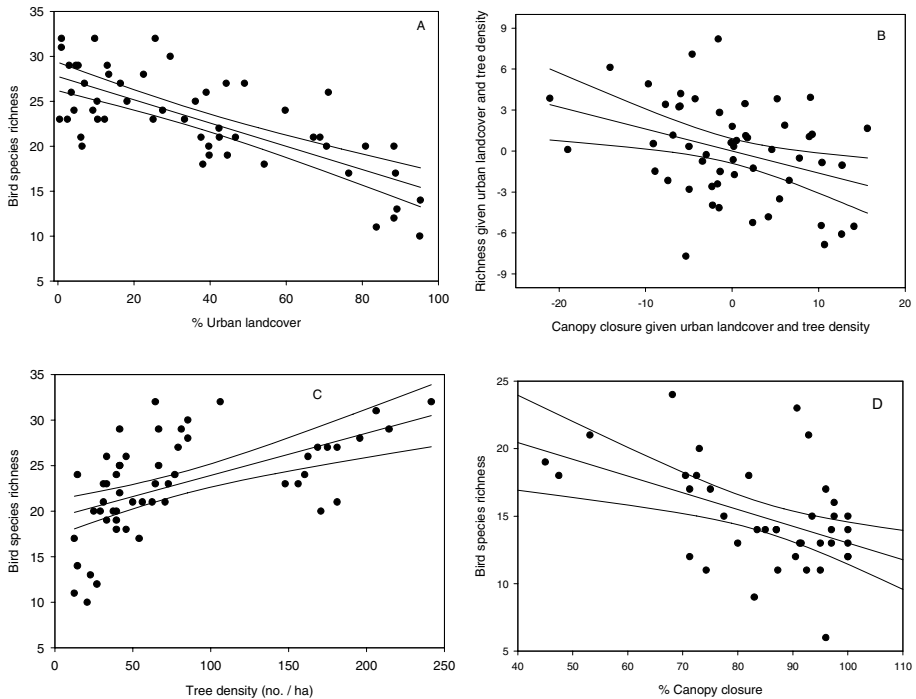 A
35
30
25
20
15
10
5
0 20 40 60 80 100
Bird species richness
% Urban landcover
B
9
6
3
0
-3
-6
-9
-20 -10 0 10 20
Richness given urban landcover and tree density
Canopy closure given urban landcover and tree density
C
35
30
25
20
15
10
5
0 50 100 150 200 250
Bird species richness
Tree density (no. / ha)
D
25
20
15
10
5
40 50 60 70 80 90 100 110
Bird species richness
% Canopy closure